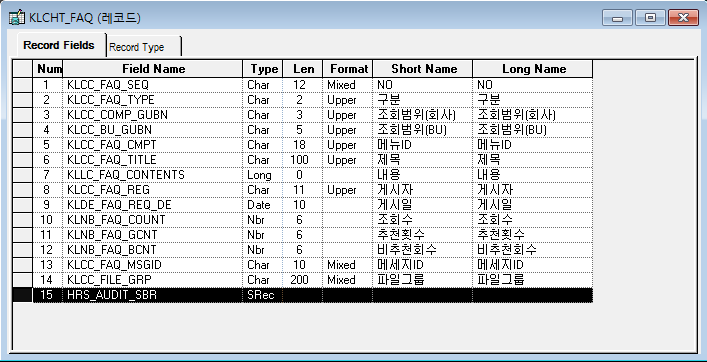 KLCHT_FAQ (레코드)
Record Fields Record Type
Num Field Name Type Len Format Short Name Long Name
1 KLCC_FAQ_SEQ Char 12 Mixed NO NO
2 KLCC_FAQ_TYPE Char 2 Upper 구분 구분
3 KLCC_COMP_GUBN Char 3 Upper 조회범위(회사) 조회범위(회사)
4 KLCC_BU_GUBN Char 5 Upper 조회범위(BU) 조회범위(BU)
5 KLCC_FAQ_CMPT Char 18 Upper 메뉴ID 메뉴ID
6 KLCC_FAQ_TITLE Char 100 Upper 제목 제목
7 KLLC_FAQ_CONTENTS Long 0 내용 내용
8 KLCC_FAQ_REG Char 11 Upper 게시자 게시자
9 KLDE_FAQ_REQ_DE Date 10 게시일 게시일
10 KLNB_FAQ_COUNT Nbr 6 조회수 조회수
11 KLNB_FAQ_GCNT Nbr 6 추천횟수 추천횟수
12 KLNB_FAQ_BCNT Nbr 6 비추천회수 비추천회수
13 KLCC_FAQ_MSGID Char 10 Mixed 메세지ID 메세지ID
14 KLCC_FILE_GRP Char 200 Mixed 파일그룹 파일그룹
15 HRS_AUDIT_SBR SRec